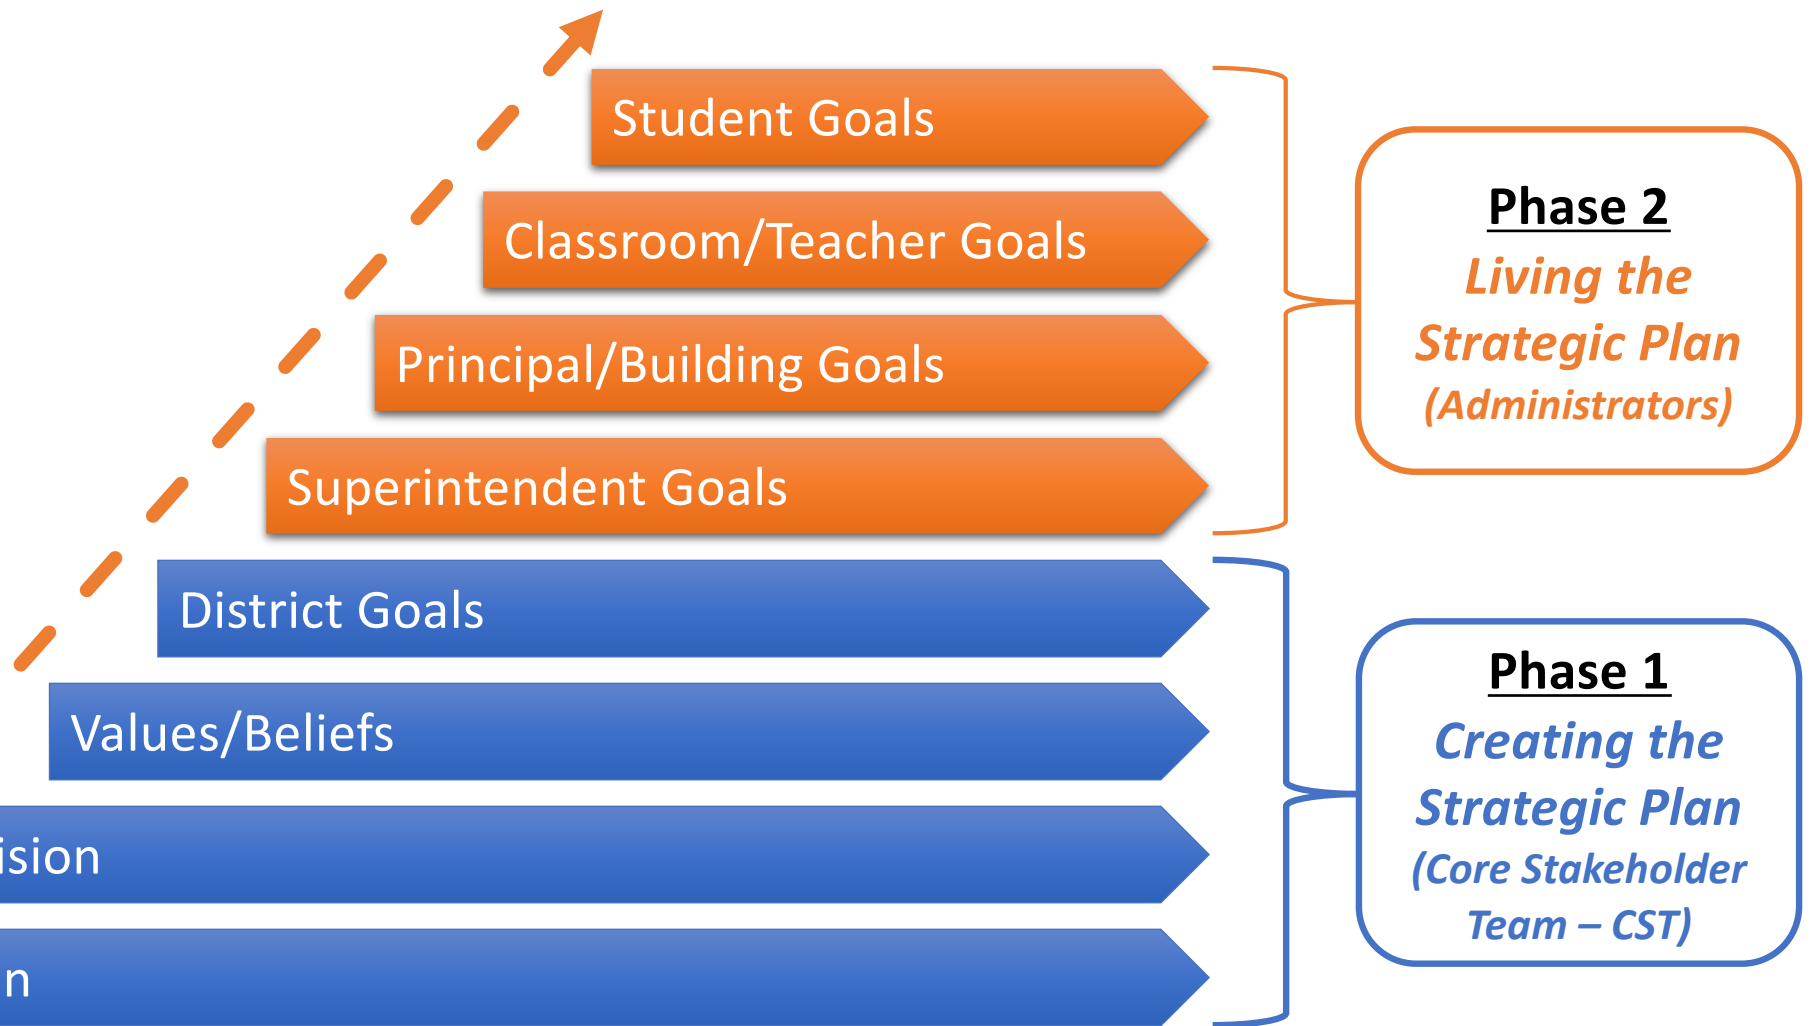 Student Goals
Classroom/Teacher Goals
Principal/Building Goals
Superintendent Goals
District Goals
Values/Beliefs
ision
n
Phase 2
Living the
Strategic Plan
(Administrators)
Phase 1
Creating the
Strategic Plan
(Core Stakeholder
Team – CST)